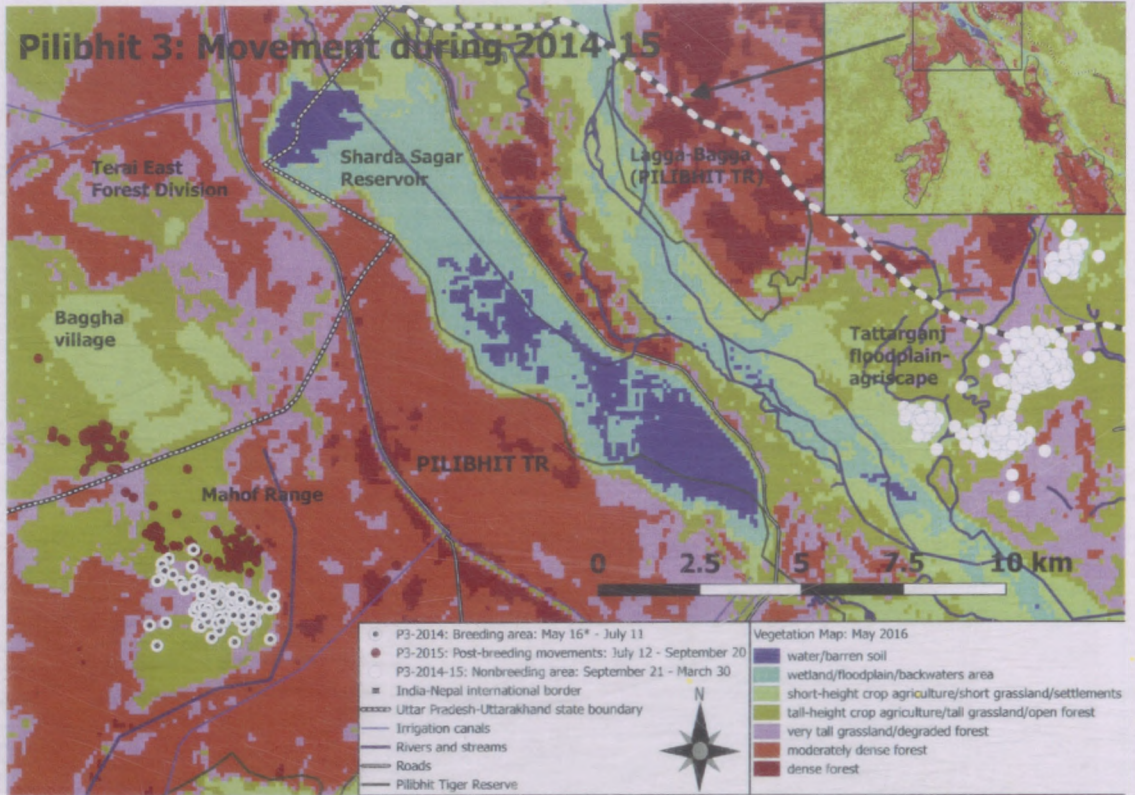 Pilibhit 3: Movement during 2014-15
Terai East
Forest Division
Sharda Sagar
Reservoir
Lagga-Bagga
(PILIBHIT TR)
Baggha
village
Tattarganj
floodplain-
agriscape
PILIBHIT TR
Mahof Range
0 2.5 5 7.5 10 km
P3-2014: Breeding area: May 16* - July 11
P3-2015: Post-breeding movements: July 12 - September 20
P3-2014-15: Nonbreeding area: September 21 - March 30
India-Nepal international border
Uttar Pradesh-Uttarakhand state boundary
Irrigation canals
Rivers and streams
Roads
Pilibhit Tiger Reserve
N
Vegetation Map: May 2016
water/barren soil
wetland/floodplain/backwaters area
short-height crop agriculture/short grassland/settlements
tall-height crop agriculture/tall grassland/open forest
very tall grassland/degraded forest
moderately dense forest
dense forest